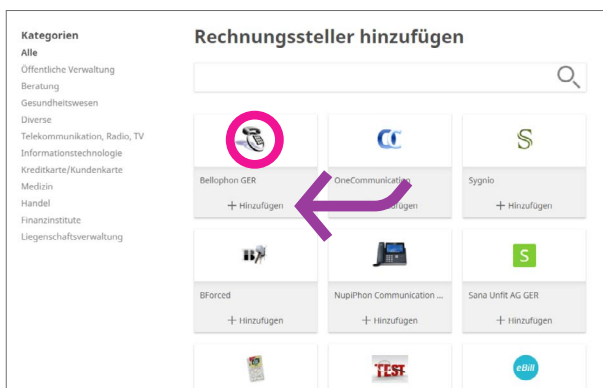 Kategorien
Alle
Öffentliche Verwaltung
Beratung
Gesundheitswesen
Diverse
Telekommunikation, Radio, TV
Informationstechnologie
Kreditkarte/Kundenkarte
Medizin
Handel
Finanzinstitute
Liegenschaftsverwaltung
Rechnungssteller hinzufügen
Bellophon GER
+ Hinzufügen
OneCommunication
Sygnio
+ Hinzufügen
BForced
+ Hinzufügen
NupiPhon Communication ...
+ Hinzufügen
S
Sana Unfit AG GER
+ Hinzufügen
TEST
eBill